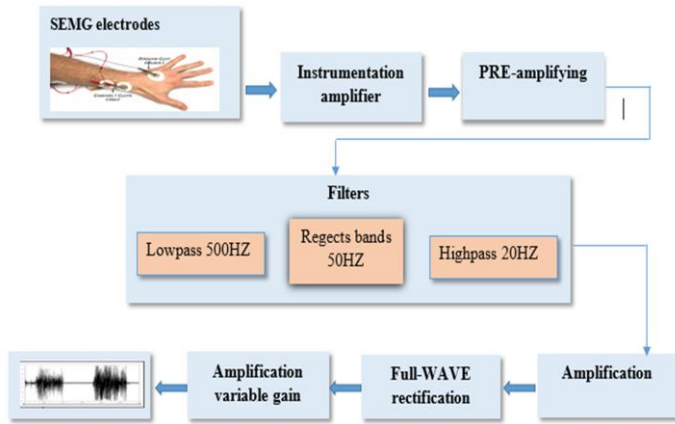 SEMG electrodes
Instrumentation
amplifier
PRE-amplifying
Filters
Lowpass 500HZ
Regects bands
50HZ
Highpass 20HZ
Amplification
Full-WAVE
rectification
Amplification
variable gain